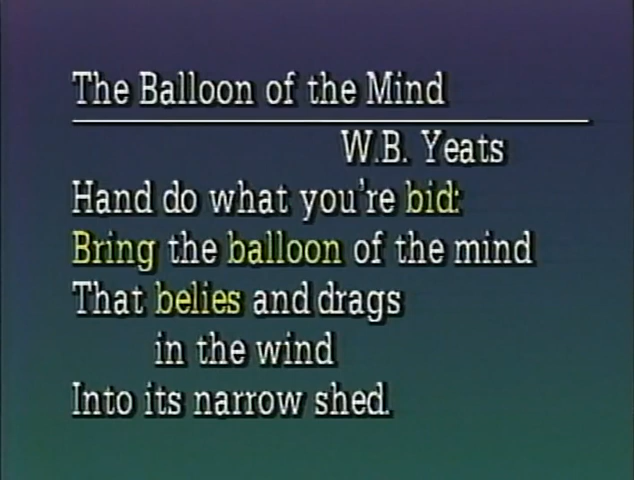 The Balloon of the Mind
W.B. Yeats
Hand do what you're bid:
Bring the balloon of the mind
That belies and drags
in the wind
Into its narrow shed.